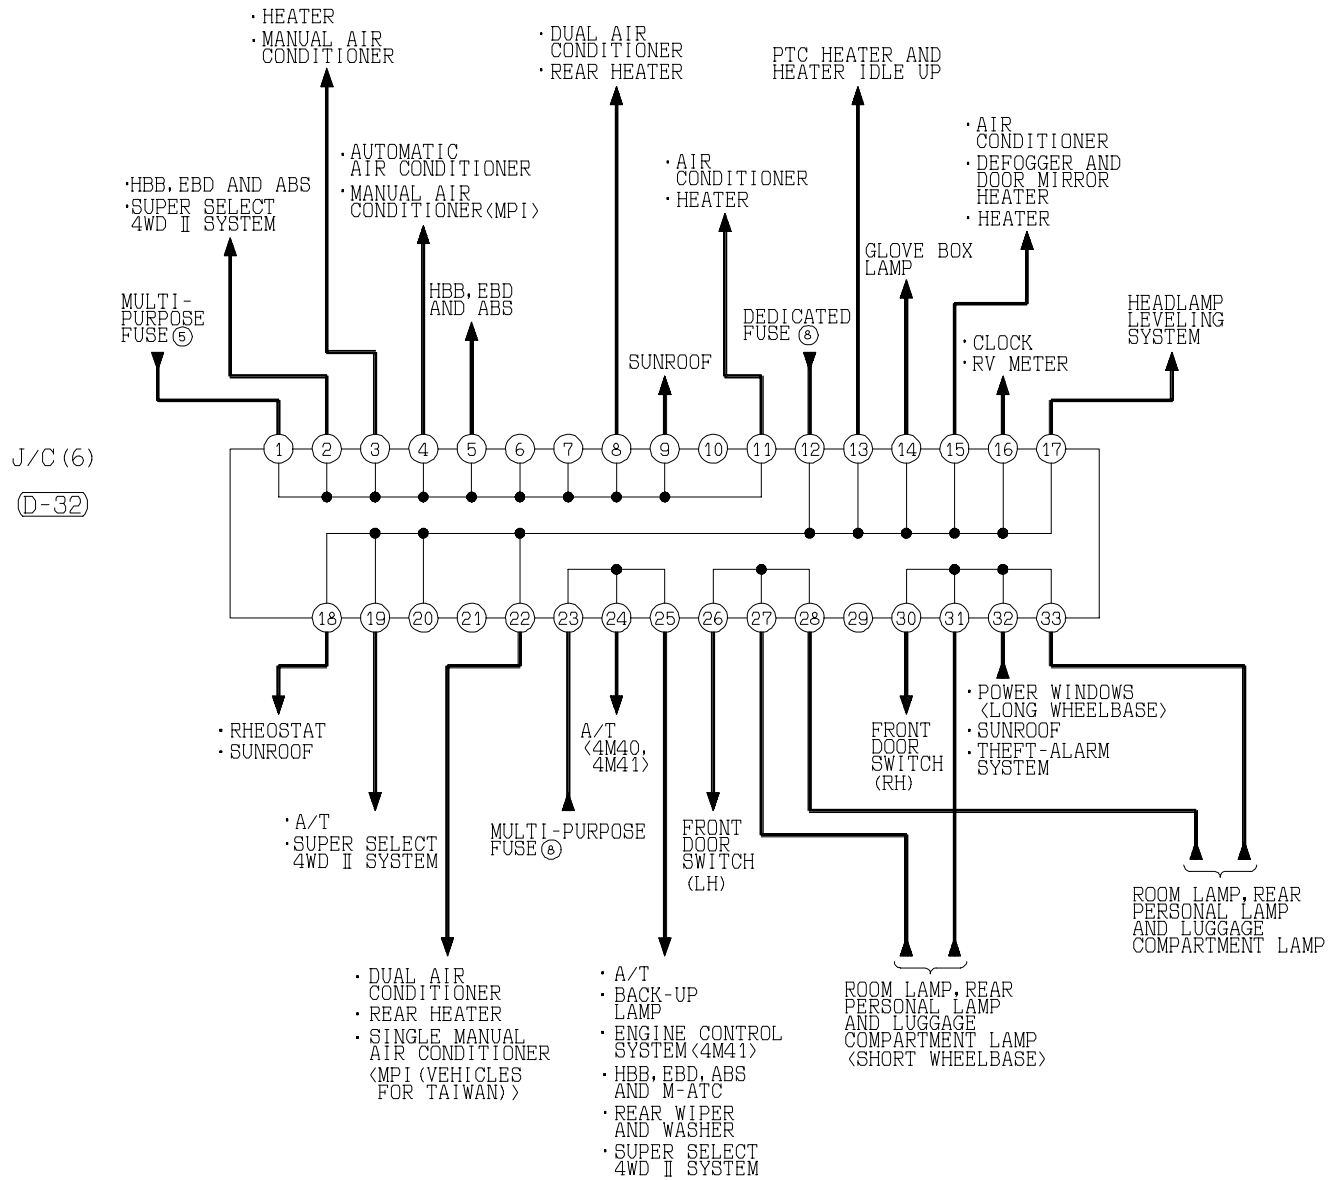 · HEATER
· MANUAL AIR
CONDITIONER
· DUAL AIR
CONDITIONER
· REAR HEATER
PTC HEATER AND
HEATER IDLE UP
· AIR
CONDITIONER
· DEFOGGER AND
DOOR MIRROR
HEATER
· HEATER
· AUTOMATIC
AIR CONDITIONER
· MANUAL AIR
CONDITIONER〈MPI〉
· AIR
CONDITIONER
· HEATER
·HBB, EBD AND ABS
·SUPER SELECT
4WD Ⅱ SYSTEM
GLOVE BOX
LAMP
HBB, EBD
AND ABS
MULTI-
PURPOSE
FUSE⑤
DEDICATED
FUSE⑧
HEADLAMP
LEVELING
SYSTEM
· CLOCK
· RV METER
SUNROOF
J/C (6)
D-32
1 2 3 4 5 6 7 8 9 10 11 12 13 14 15 16 17
18 19 20 21 22 23 24 25 26 27 28 29 30 31 32 33
· RHEOSTAT
· SUNROOF
A/T
〈4M40,
4M41〉
FRONT
DOOR
SWITCH
(RH)
· POWER WINDOWS
〈LONG WHEELBASE〉
· SUNROOF
· THEFT-ALARM
SYSTEM
· A/T
· SUPER SELECT
4WD Ⅱ SYSTEM
MULTI-PURPOSE
FUSE⑧
FRONT
DOOR
SWITCH
(LH)
ROOM LAMP, REAR
PERSONAL LAMP
AND LUGGAGE
COMPARTMENT LAMP
· DUAL AIR
CONDITIONER
· REAR HEATER
· SINGLE MANUAL
AIR CONDITIONER
〈MPI (VEHICLES
FOR TAIWAN)〉
· A/T
· BACK-UP
LAMP
· ENGINE CONTROL
SYSTEM〈4M41〉
· HBB, EBD, ABS
AND M-ATC
· REAR WIPER
AND WASHER
· SUPER SELECT
4WD Ⅱ SYSTEM
ROOM LAMP, REAR
PERSONAL LAMP
AND LUGGAGE
COMPARTMENT LAMP
〈SHORT WHEELBASE〉